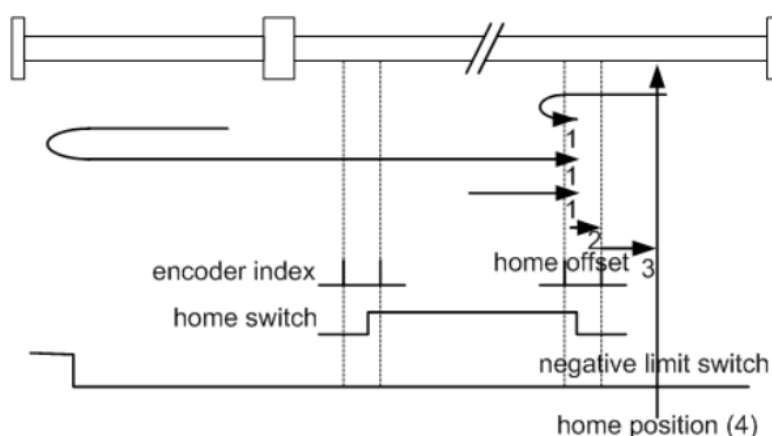 1
1
1
2
encoder index
home offset 3
home switch
negative limit switch
home position (4)